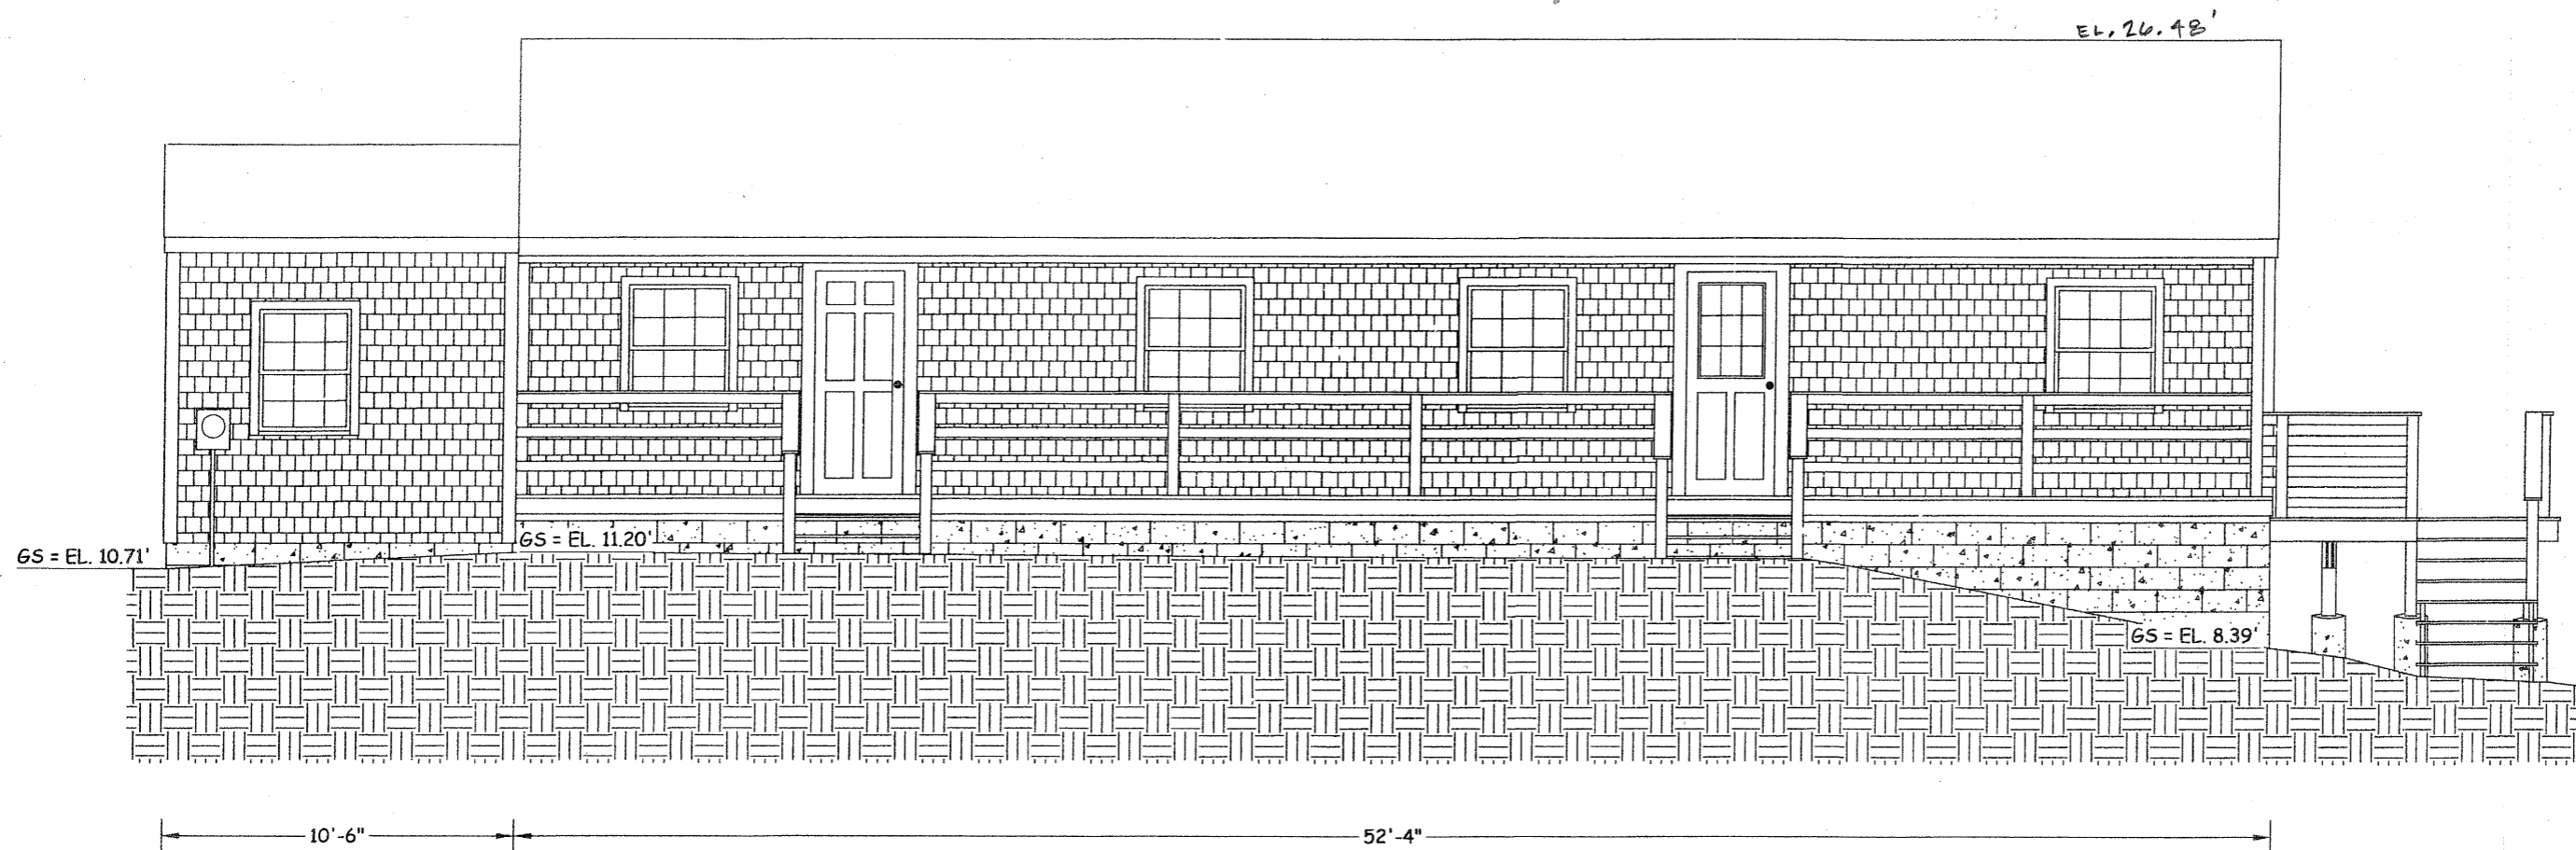 EL. 26.48'
GS = EL. 10.71'
GS = EL. 11.20'
GS = EL. 8.39'
10'-6"
52'-4"